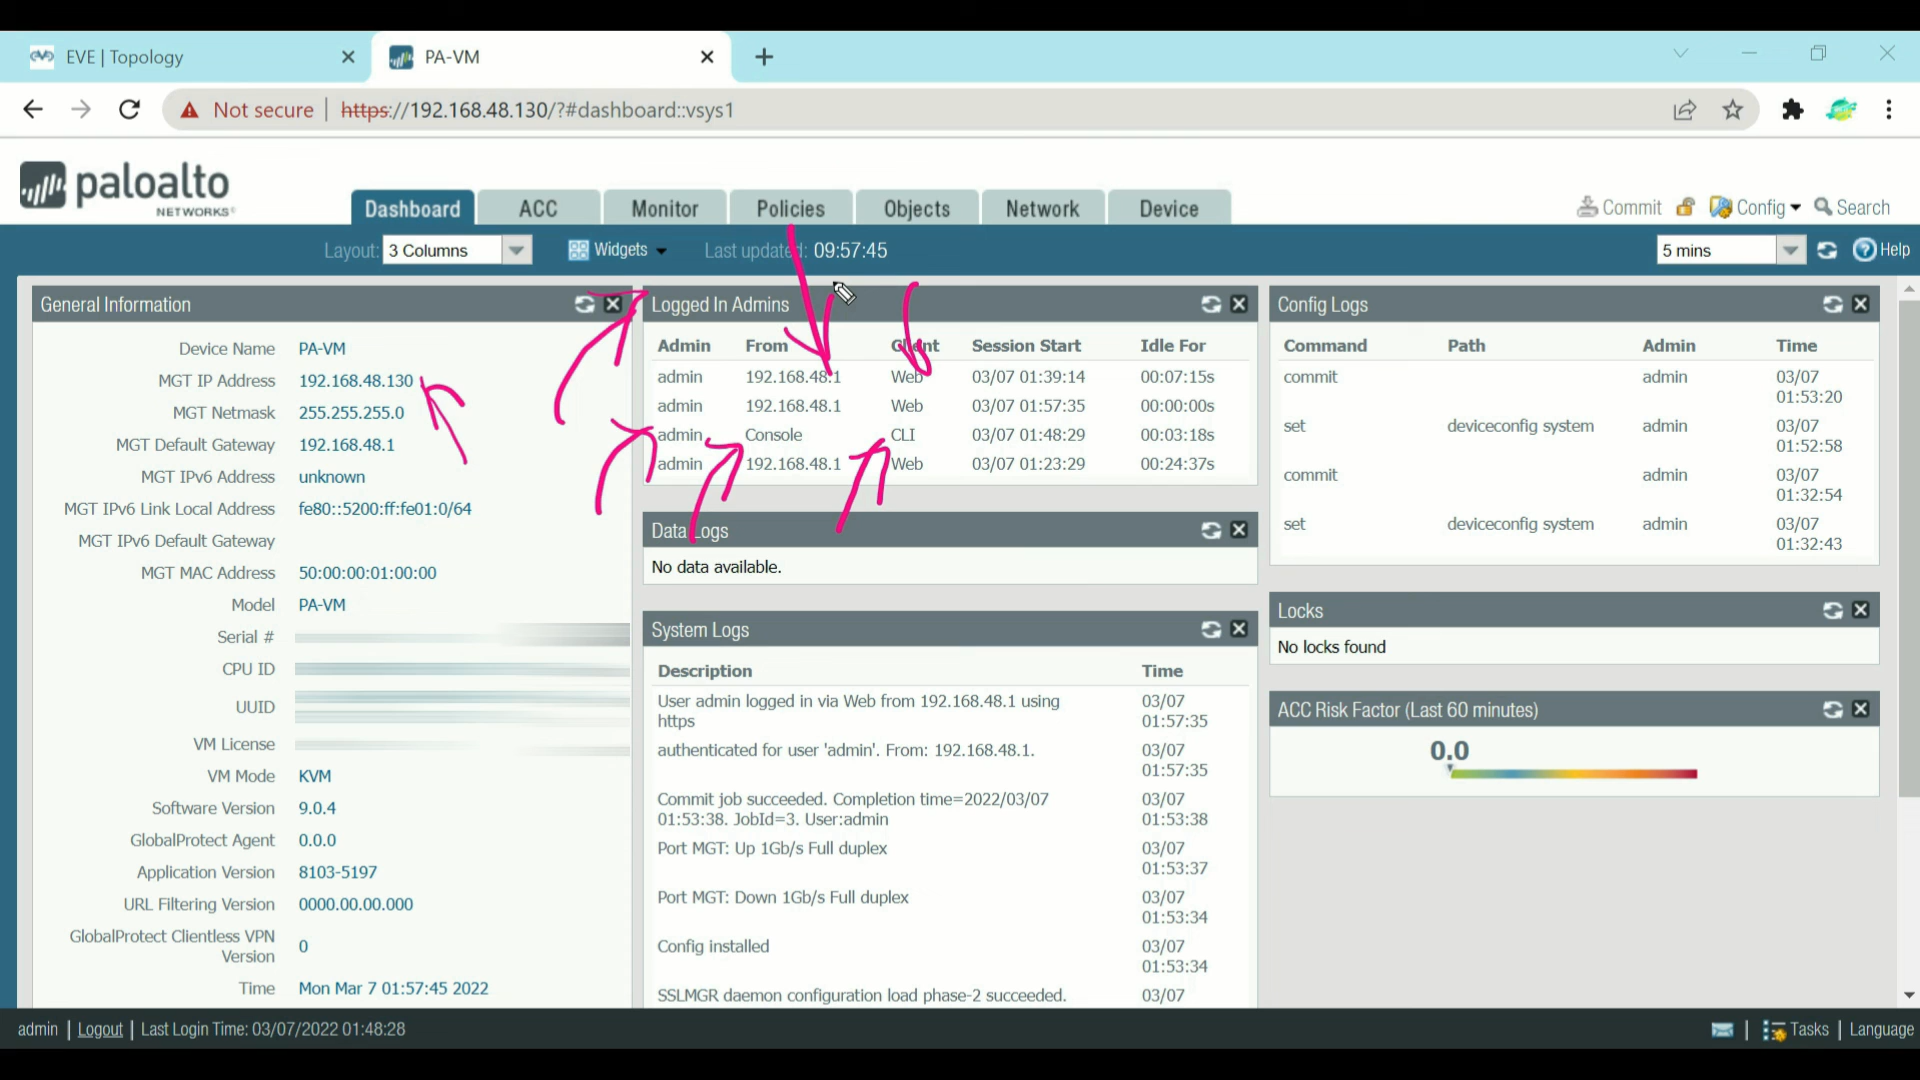 EVE | Topology
PA-VM
Not secure | https://192.168.48.130/?#dashboard::vsys1
paloalto
NETWORKS
Dashboard ACC Monitor Policies Objects Network Device
Commit Config Search
Layout: 3 Columns Widgets Last updated: 09:57:45 5 mins Help
General Information
Device Name PA-VM
MGT IP Address 192.168.48.130
MGT Netmask 255.255.255.0
MGT Default Gateway 192.168.48.1
MGT IPv6 Address unknown
MGT IPv6 Link Local Address fe80::5200:ff:fe01:0/64
MGT IPv6 Default Gateway
MGT MAC Address 50:00:00:01:00:00
Model PA-VM
Serial #
CPU ID
UUID
VM License
VM Mode KVM
Software Version 9.0.4
GlobalProtect Agent 0.0.0
Application Version 8103-5197
URL Filtering Version 0000.00.00.000
GlobalProtect Clientless VPN
Version 0
Time Mon Mar 7 01:57:45 2022
Logged In Admins
Admin From Client Session Start Idle For
admin 192.168.48.1 Web 03/07 01:39:14 00:07:15s
admin 192.168.48.1 Web 03/07 01:57:35 00:00:00s
admin Console CLI 03/07 01:48:29 00:03:18s
admin 192.168.48.1 Web 03/07 01:23:29 00:24:37s
Data Logs
No data available.
System Logs
Description Time
User admin logged in via Web from 192.168.48.1 using 03/07
https 01:57:35
authenticated for user 'admin'. From: 192.168.48.1. 03/07
01:57:35
Commit job succeeded. Completion time=2022/03/07 03/07
01:53:38. JobId=3. User:admin 01:53:38
Port MGT: Up 1Gb/s Full duplex 03/07
01:53:37
Port MGT: Down 1Gb/s Full duplex 03/07
01:53:34
Config installed 03/07
01:53:34
SSLMGR daemon configuration load phase-2 succeeded. 03/07
Config Logs
Command Path Admin Time
commit admin 03/07
01:53:20
set deviceconfig system admin 03/07
01:52:58
commit admin 03/07
01:32:54
set deviceconfig system admin 03/07
01:32:43
Locks
No locks found
ACC Risk Factor (Last 60 minutes)
0.0
admin | Logout | Last Login Time: 03/07/2022 01:48:28
| Tasks | Language